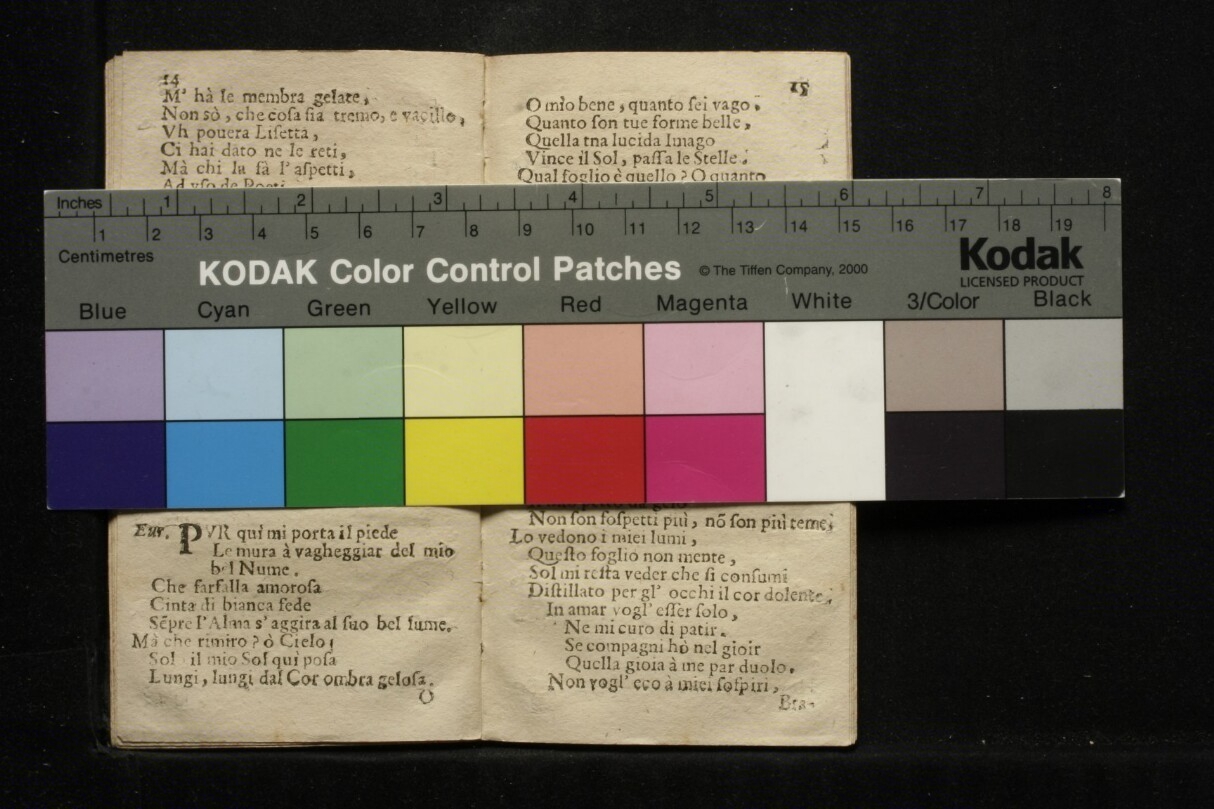 14
M' hà le membra gelate,
Non sò, che cosa sia tremo, e vacillo,
Vh pouera Lisetta,
Ci hai dato ne le reti,
Mà chi la fà l'aspetti,
Ad vso de Poeti
15
O mio bene, quanto sei vago,
Quanto son tue forme belle,
Quella tna lucida Imago
Vince il Sol, passa le Stelle.
Qual foglio è quello? O quanto
Inches 1 2 3 4 5 6 7 8
1 2 3 4 5 6 7 8 9 10 11 12 13 14 15 16 17 18 19
Centimetres
KODAK Color Control Patches
© The Tiffen Company, 2000
Kodak
LICENSED PRODUCT
Blue Cyan Green Yellow Red Magenta White 3/Color Black
Eur. PVR qui mi porta il piede
Le mura à vagheggiar del mio
bel Nume.
Che farfalla amorosa
Cinta di bianca fede
Sẽpre l'Alma s'aggira al suo bel lume.
Mà che rimiro? ò Cielo!
Sol il mio Sol qui posa
Lungi, lungi dal Cor ombra gelosa.
O
Non son sospetti più, nõ son più teme,
Lo vedono i miei lumi,
Questo foglio non mente,
Sol mi resta veder che si consumi
Distillato per gl' occhi il cor dolente,
In amar vogl' esser solo,
Ne mi curo di patir.
Se compagni hò nel gioir
Quella gioia à me par duolo.
Non vogl' eco à miei sospiri,
Bra-